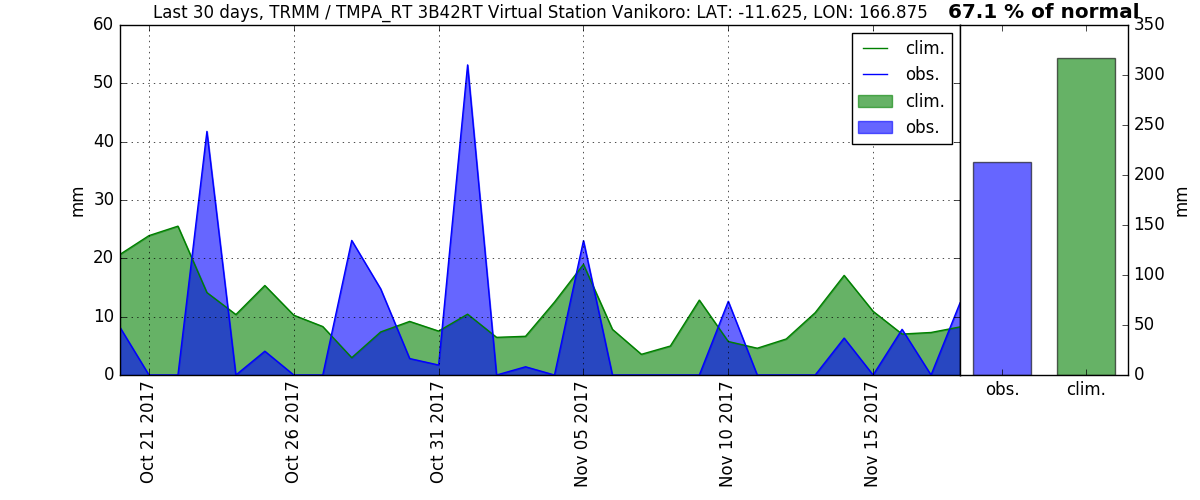 Last 30 days, TRMM / TMPA_RT 3B42RT Virtual Station Vanikoro: LAT: -11.625, LON: 166.875 67.1 % of normal
60
50
40
30
20
10
0
mm
clim.
obs.
clim.
obs.
Oct 21 2017
Oct 26 2017
Oct 31 2017
Nov 05 2017
Nov 10 2017
Nov 15 2017
350
300
250
200
150
100
50
0
mm
obs. clim.